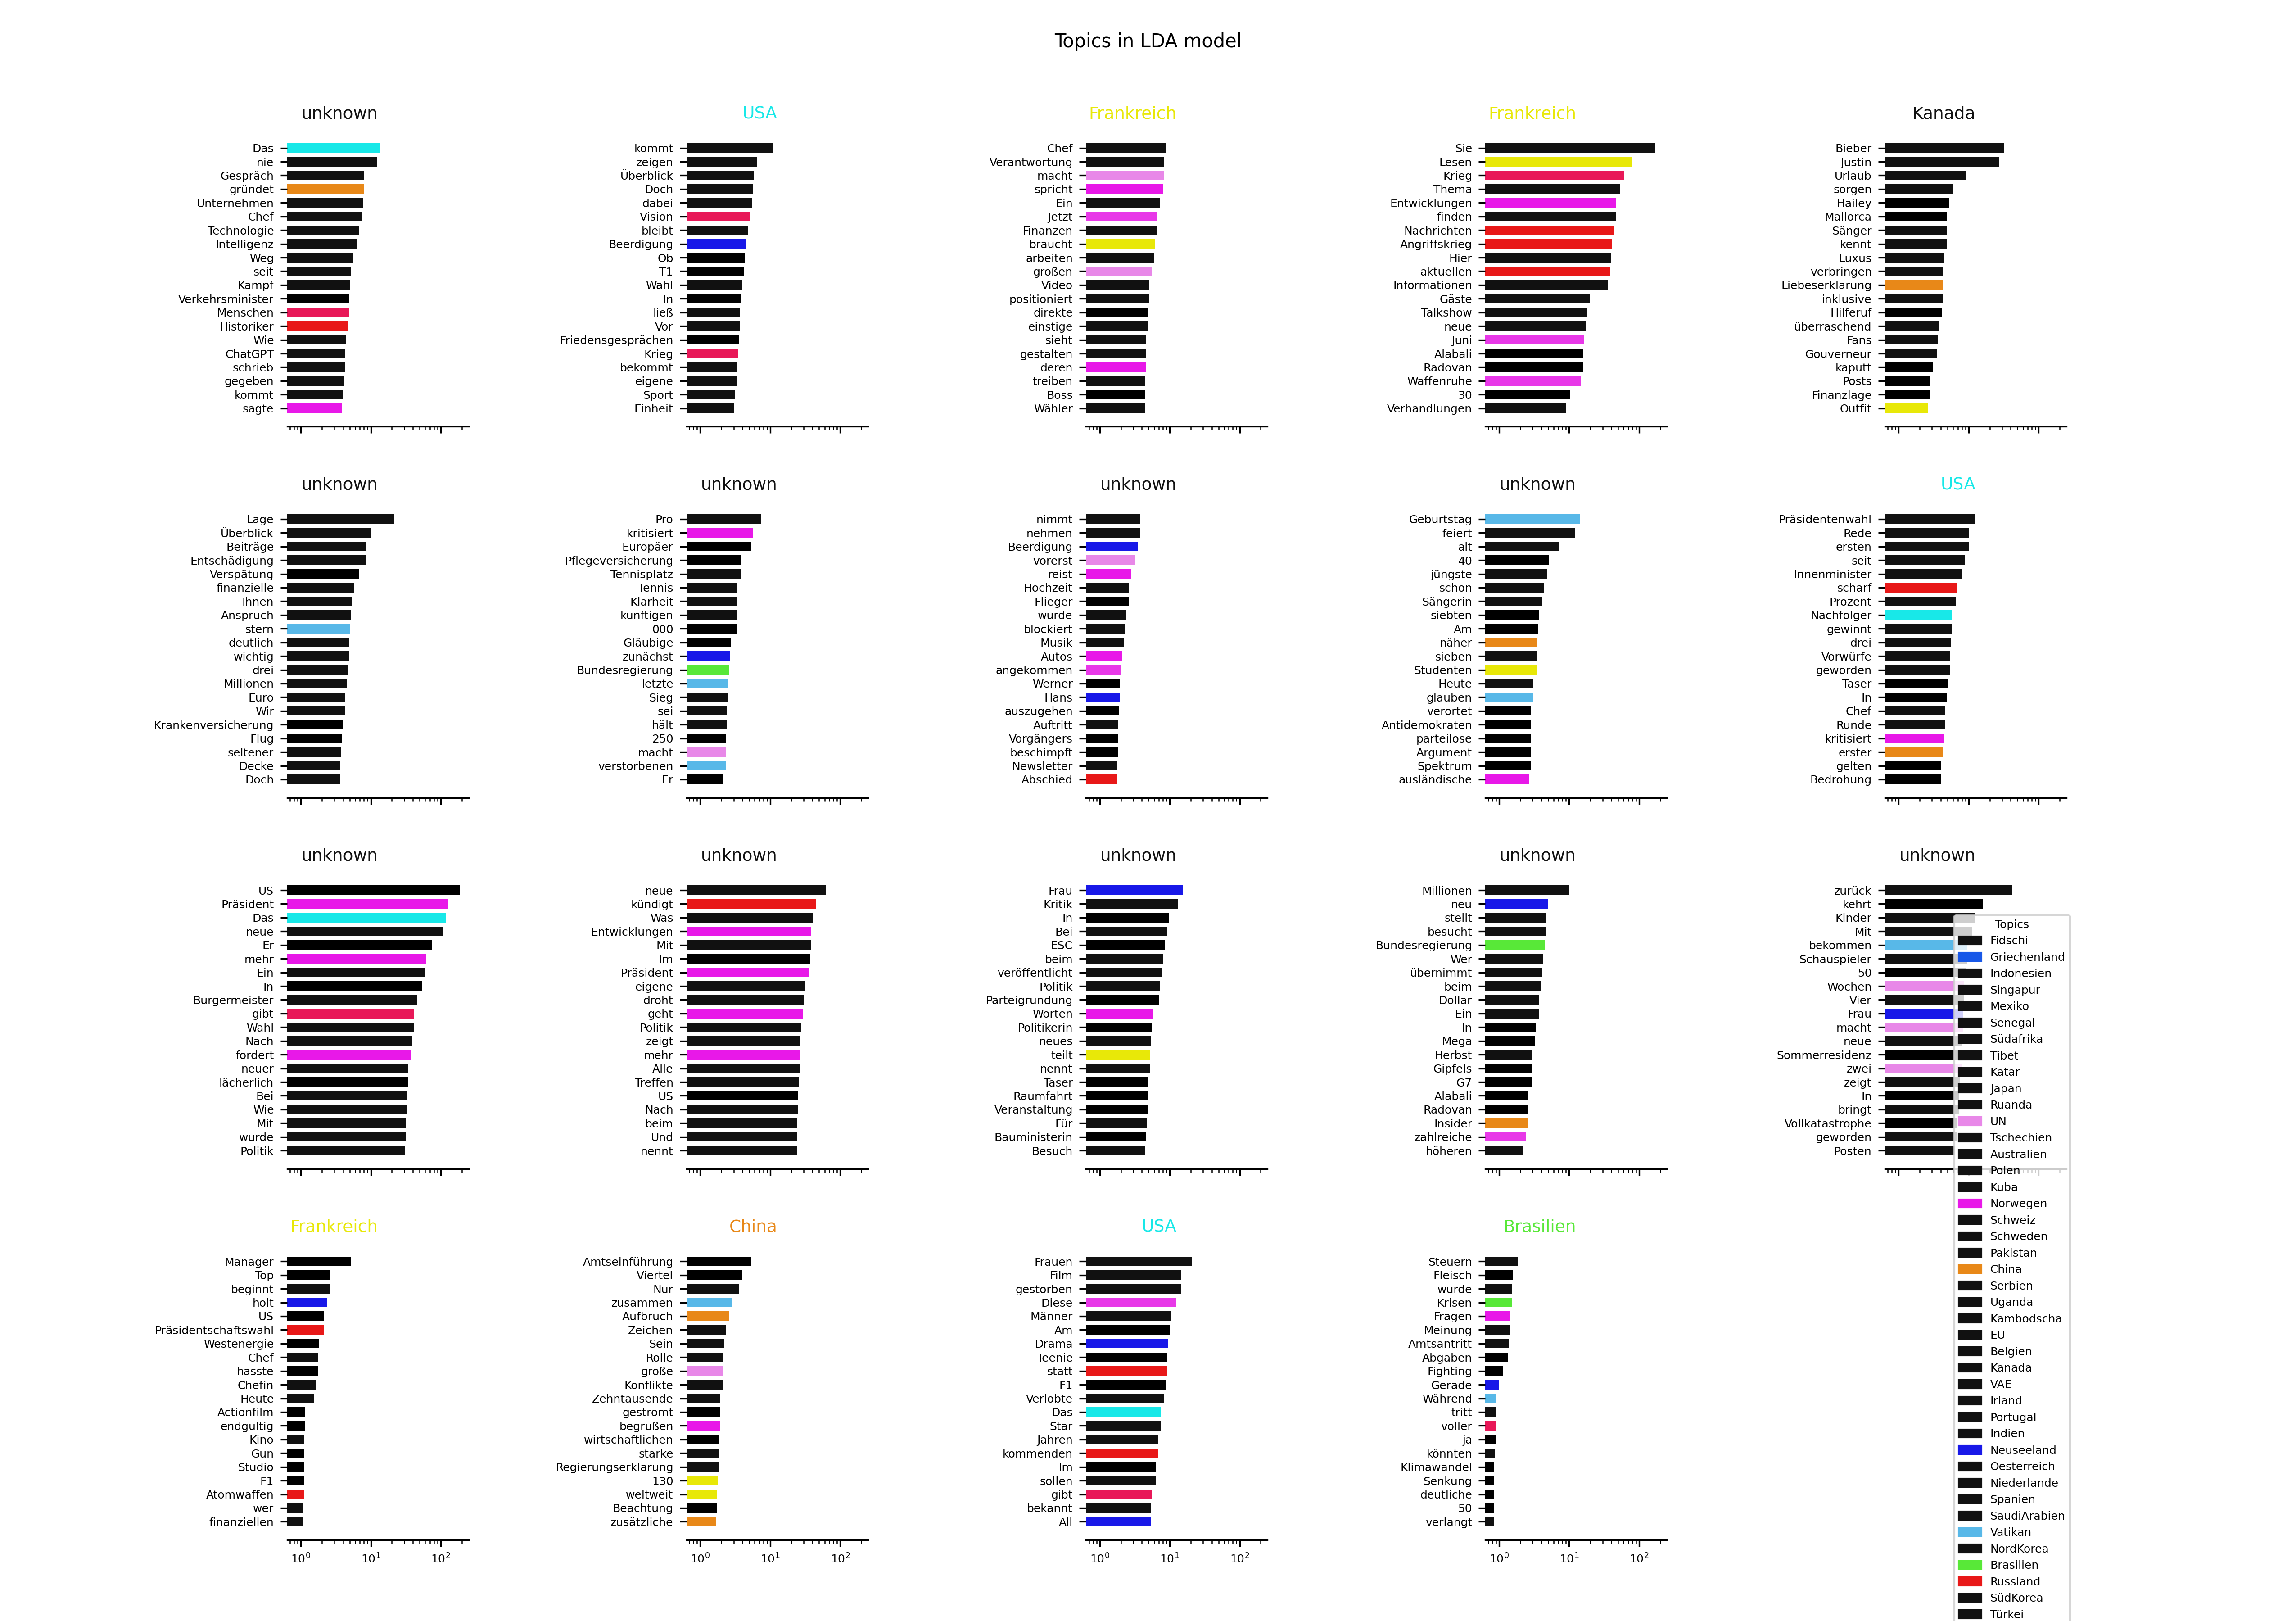 Topics in LDA model
unknown
Das
nie
Gespräch
gründet
Unternehmen
Chef
Technologie
Intelligenz
Weg
seit
Kampf
Verkehrsminister
Menschen
Historiker
Wie
ChatGPT
schrieb
gegeben
kommt
sagte
USA
kommt
zeigen
Überblick
Doch
dabei
Vision
bleibt
Beerdigung
Ob
T1
Wahl
In
ließ
Vor
Friedensgesprächen
Krieg
bekommt
eigene
Sport
Einheit
Frankreich
Chef
Verantwortung
macht
spricht
Ein
Jetzt
Finanzen
braucht
arbeiten
großen
Video
positioniert
direkte
einstige
sieht
gestalten
deren
treiben
Boss
Wähler
Frankreich
Sie
Lesen
Krieg
Thema
Entwicklungen
finden
Nachrichten
Angriffskrieg
Hier
aktuellen
Informationen
Gäste
Talkshow
neue
Juni
Alabali
Radovan
Waffenruhe
30
Verhandlungen
Kanada
Bieber
Justin
Urlaub
sorgen
Hailey
Mallorca
Sänger
kennt
Luxus
verbringen
Liebeserklärung
inklusive
Hilferuf
überraschend
Fans
Gouverneur
kaputt
Posts
Finanzlage
Outfit
unknown
Lage
Überblick
Beiträge
Entschädigung
Verspätung
finanzielle
Ihnen
Anspruch
stern
deutlich
wichtig
drei
Millionen
Euro
Wir
Krankenversicherung
Flug
seltener
Decke
Doch
unknown
Pro
kritisiert
Europäer
Pflegeversicherung
Tennisplatz
Tennis
Klarheit
künftigen
000
Gläubige
zunächst
Bundesregierung
letzte
Sieg
sei
hält
250
macht
verstorbenen
Er
unknown
nimmt
nehmen
Beerdigung
vorerst
reist
Hochzeit
Flieger
wurde
blockiert
Musik
Autos
angekommen
Werner
Hans
auszugehen
Auftritt
Vorgängers
beschimpft
Newsletter
Abschied
unknown
Geburtstag
feiert
alt
40
jüngste
schon
Sängerin
siebten
Am
näher
sieben
Studenten
Heute
glauben
verortet
Antidemokraten
parteilose
Argument
Spektrum
ausländische
USA
Präsidentenwahl
Rede
ersten
seit
Innenminister
scharf
Prozent
Nachfolger
gewinnt
drei
Vorwürfe
geworden
Taser
In
Chef
Runde
kritisiert
erster
gelten
Bedrohung
unknown
US
Präsident
Das
neue
Er
mehr
Ein
In
Bürgermeister
gibt
Wahl
Nach
fordert
neuer
lächerlich
Bei
Wie
Mit
wurde
Politik
unknown
neue
kündigt
Was
Entwicklungen
Mit
Im
Präsident
eigene
droht
geht
Politik
zeigt
mehr
Alle
Treffen
US
Nach
beim
Und
nennt
unknown
Frau
Kritik
In
Bei
ESC
beim
veröffentlicht
Politik
Parteigründung
Worten
Politikerin
neues
teilt
nennt
Taser
Raumfahrt
Veranstaltung
Für
Bauministerin
Besuch
unknown
Millionen
neu
stellt
besucht
Bundesregierung
Wer
übernimmt
beim
Dollar
Ein
In
Mega
Herbst
Gipfels
G7
Alabali
Radovan
Insider
zahlreiche
höheren
unknown
zurück
kehrt
Kinder
Mit
bekommen
Schauspieler
50
Wochen
Vier
Frau
macht
neue
Sommerresidenz
zwei
zeigt
In
bringt
Vollkatastrophe
geworden
Posten
Frankreich
Manager
Top
beginnt
holt
US
Präsidentschaftswahl
Westenergie
Chef
hasste
Chefin
Heute
Actionfilm
endgültig
Kino
Gun
Studio
F1
Atomwaffen
wer
finanziellen
10⁰ 10¹ 10²
China
Amtseinführung
Viertel
Nur
zusammen
Aufbruch
Zeichen
Sein
Rolle
große
Konflikte
Zehntausende
geströmt
begrüßen
wirtschaftlichen
starke
Regierungserklärung
130
weltweit
Beachtung
zusätzliche
10⁰ 10¹ 10²
USA
Frauen
Film
gestorben
Diese
Männer
Am
Drama
Teenie
statt
F1
Verlobte
Das
Star
Jahren
kommenden
Im
sollen
gibt
bekannt
All
10⁰ 10¹ 10²
Brasilien
Steuern
Fleisch
wurde
Krisen
Fragen
Meinung
Amtsantritt
Abgaben
Fighting
Gerade
Während
tritt
voller
ja
könnten
Klimawandel
Senkung
deutliche
50
verlangt
10⁰ 10¹ 10²
Topics
Fidschi
Griechenland
Indonesien
Singapur
Mexiko
Senegal
Südafrika
Tibet
Katar
Japan
Ruanda
UN
Tschechien
Australien
Polen
Kuba
Norwegen
Schweiz
Schweden
Pakistan
China
Serbien
Uganda
Kambodscha
EU
Belgien
Kanada
VAE
Irland
Portugal
Indien
Neuseeland
Oesterreich
Niederlande
Spanien
SaudiArabien
Vatikan
NordKorea
Brasilien
Russland
SüdKorea
Türkei